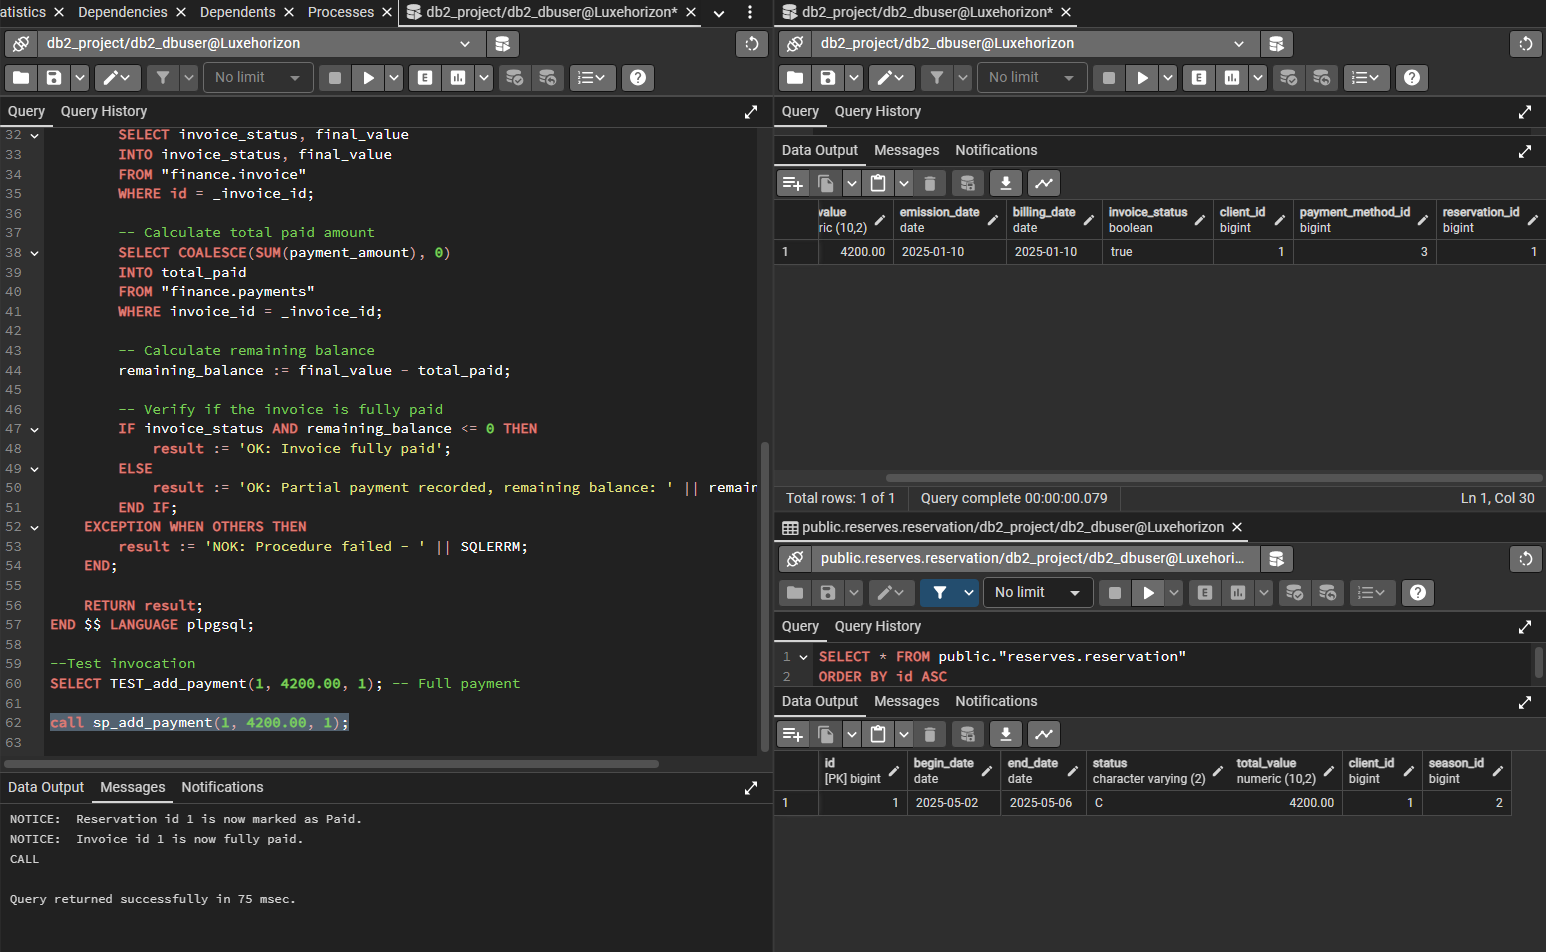 atistics
Dependencies
Dependents
Processes
db2_project/db2_dbuser@Luxehorizon*
db2_project/db2_dbuser@Luxehorizon
No limit
E
Query
Query History
32 SELECT invoice_status, final_value
33 INTO invoice_status, final_value
34 FROM "finance.invoice"
35 WHERE id = _invoice_id;
36
37 -- Calculate total paid amount
38 SELECT COALESCE(SUM(payment_amount), 0)
39 INTO total_paid
40 FROM "finance.payments"
41 WHERE invoice_id = _invoice_id;
42
43 -- Calculate remaining balance
44 remaining_balance := final_value - total_paid;
45
46 -- Verify if the invoice is fully paid
47 IF invoice_status AND remaining_balance <= 0 THEN
48 result := 'OK: Invoice fully paid';
49 ELSE
50 result := 'OK: Partial payment recorded, remaining balance: ' || remain
51 END IF;
52 EXCEPTION WHEN OTHERS THEN
53 result := 'NOK: Procedure failed - ' || SQLERRM;
54 END;
55
56 RETURN result;
57 END $$ LANGUAGE plpgsql;
58
59 --Test invocation
60 SELECT TEST_add_payment(1, 4200.00, 1); -- Full payment
61
62 call sp_add_payment(1, 4200.00, 1);
63
Data Output
Messages
Notifications
NOTICE: Reservation id 1 is now marked as Paid.
NOTICE: Invoice id 1 is now fully paid.
CALL
Query returned successfully in 75 msec.
db2_project/db2_dbuser@Luxehorizon*
db2_project/db2_dbuser@Luxehorizon
No limit
E
Query
Query History
Data Output
Messages
Notifications
value emission_date billing_date invoice_status client_id payment_method_id reservation_id
ric (10,2) date date boolean bigint bigint bigint
1 4200.00 2025-01-10 2025-01-10 true 1 3 1
Total rows: 1 of 1
Query complete 00:00:00.079
Ln 1, Col 30
public.reserves.reservation/db2_project/db2_dbuser@Luxehorizon
public.reserves.reservation/db2_project/db2_dbuser@Luxehori...
No limit
E
Query
Query History
1 SELECT * FROM public."reserves.reservation"
2 ORDER BY id ASC
Data Output
Messages
Notifications
id begin_date end_date status total_value client_id season_id
[PK] bigint date date character varying (2) numeric (10,2) bigint bigint
1 1 2025-05-02 2025-05-06 C 4200.00 1 2